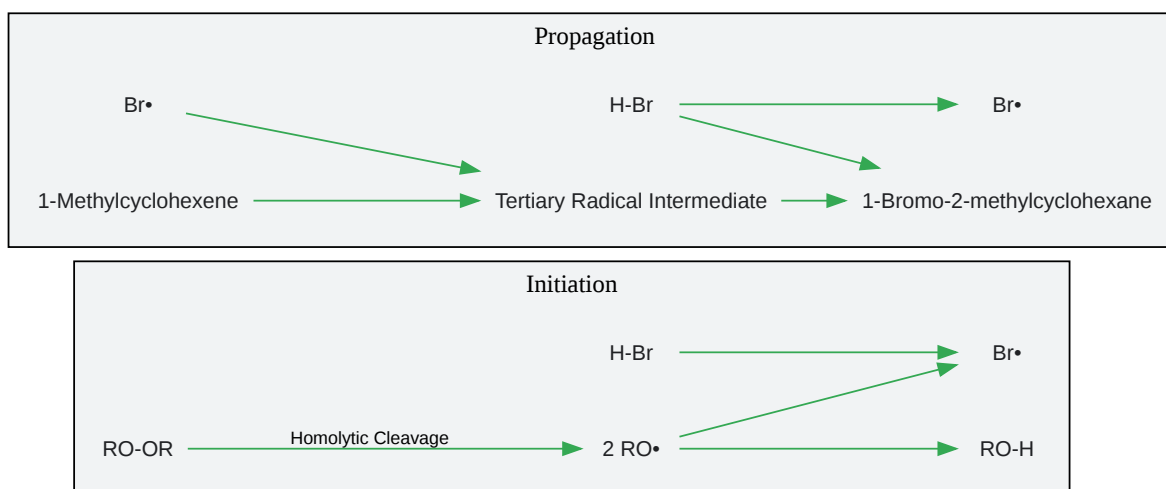 Propagation
Br•
H-Br
Br•
1-Methylcyclohexene
Tertiary Radical Intermediate
1-Bromo-2-methylcyclohexane
Initiation
H-Br
Br•
RO-OR
Homolytic Cleavage
2 RO•
RO-H